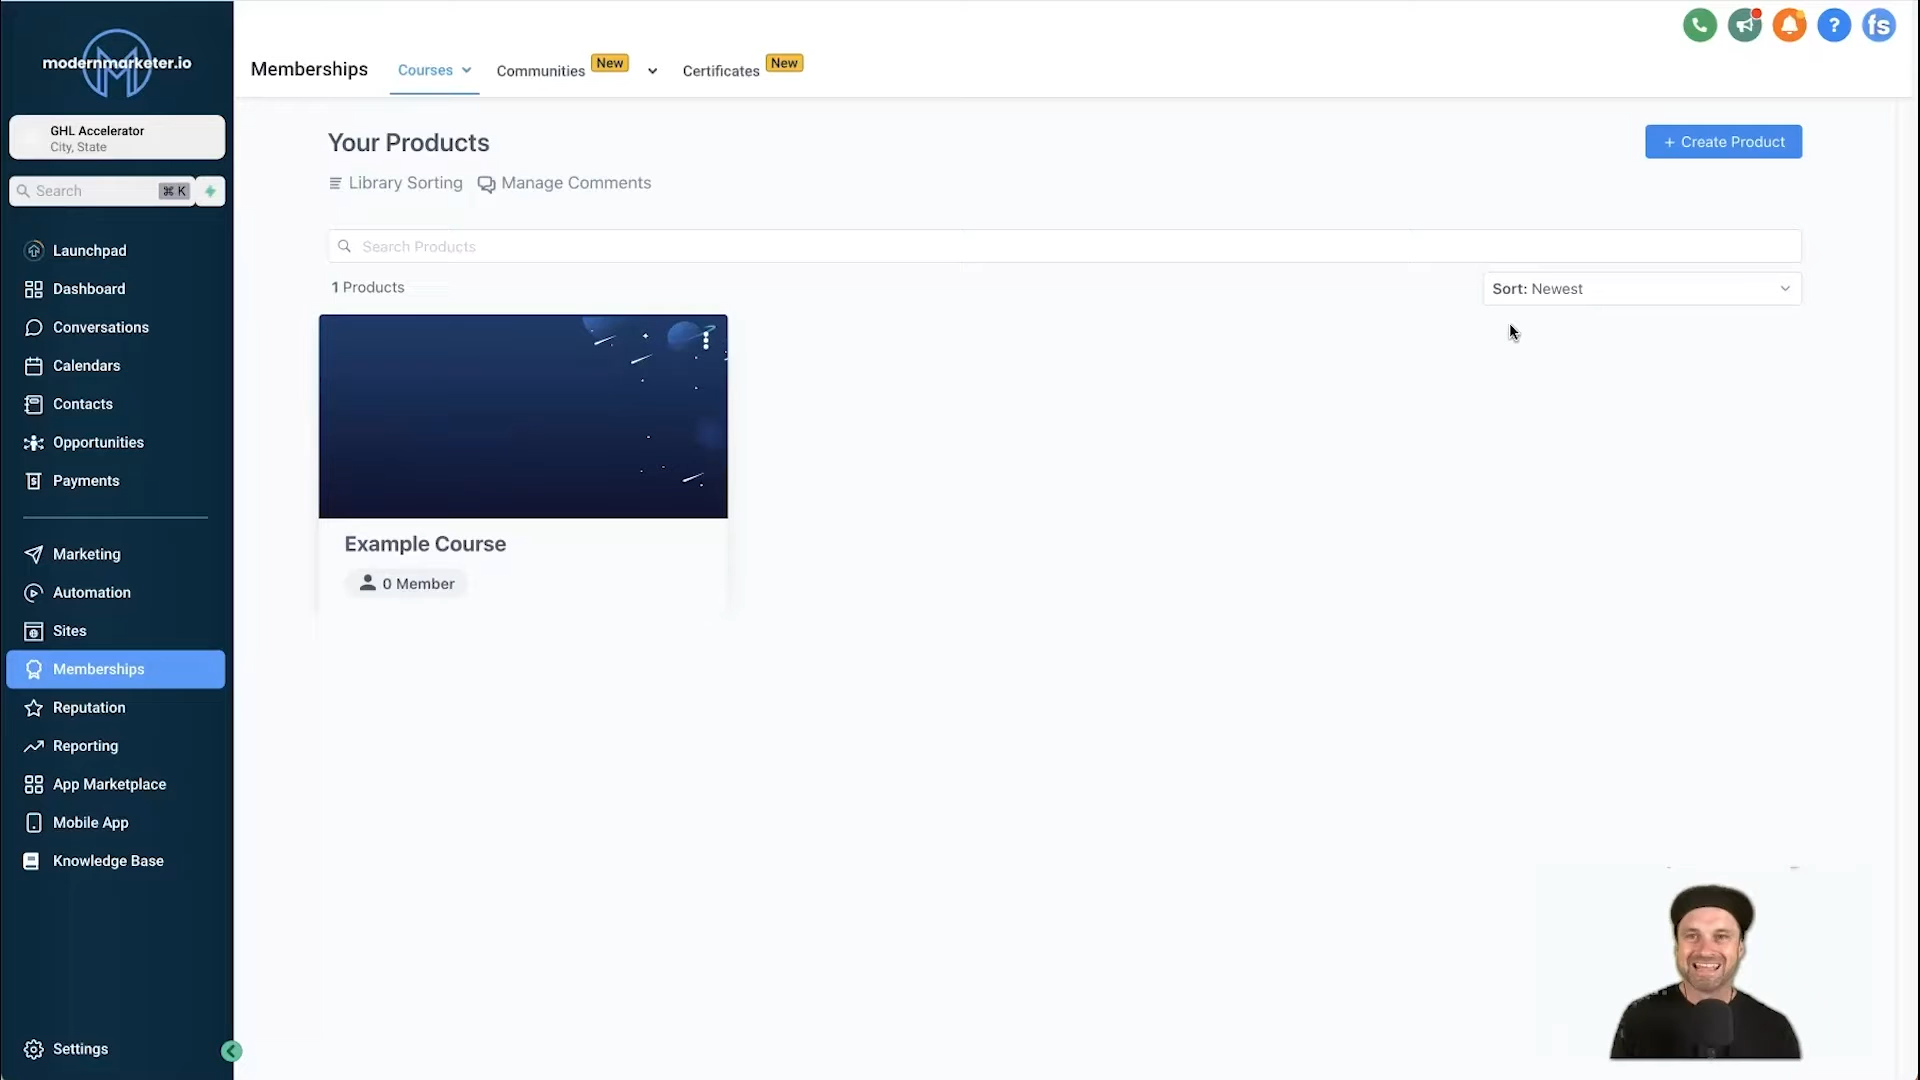 modernmarketer.io
GHL Accelerator
City, State
Search ⌘ K
Launchpad
Dashboard
Conversations
Calendars
Contacts
Opportunities
Payments
Marketing
Automation
Sites
Memberships
Reputation
Reporting
App Marketplace
Mobile App
Knowledge Base
Settings
Memberships Courses Communities New Certificates New
? fs
Your Products
+ Create Product
Library Sorting Manage Comments
Search Products
1 Products
Sort: Newest
Example Course
0 Member